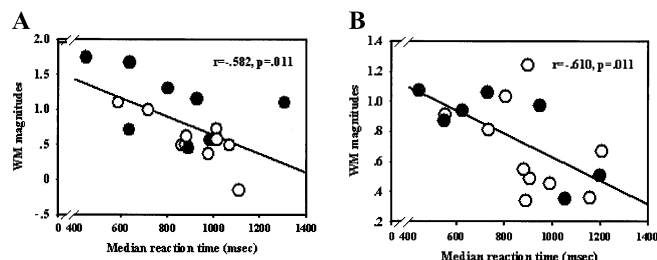 A
2.0
1.5
1.0
0.5
0
-.5
WM magnitudes
r=-.582, p=.011
0 400 600 800 1000 1200 1400
Median reaction time (msec)
B
1.4
1.2
1.0
.8
.6
.4
.2
WM magnitudes
r=-.610, p=.011
0 400 600 800 1000 1200 1400
Median reaction time (msec)